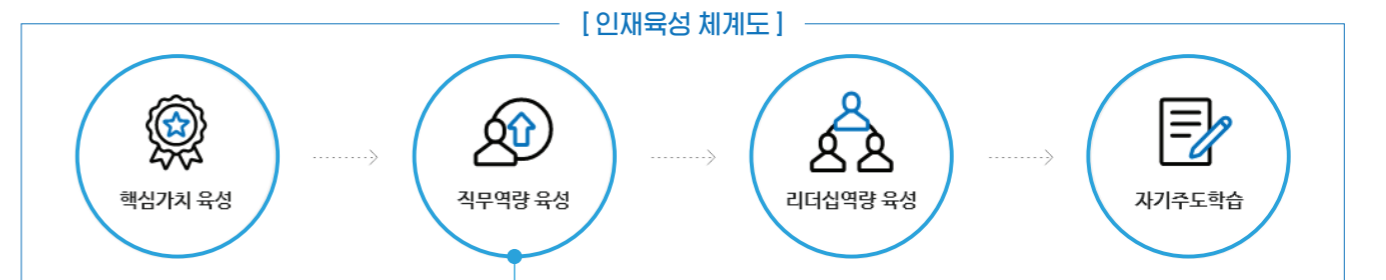 [ 인재육성 체계도 ]
핵심가치 육성
직무역량 육성
리더십역량 육성
자기주도학습